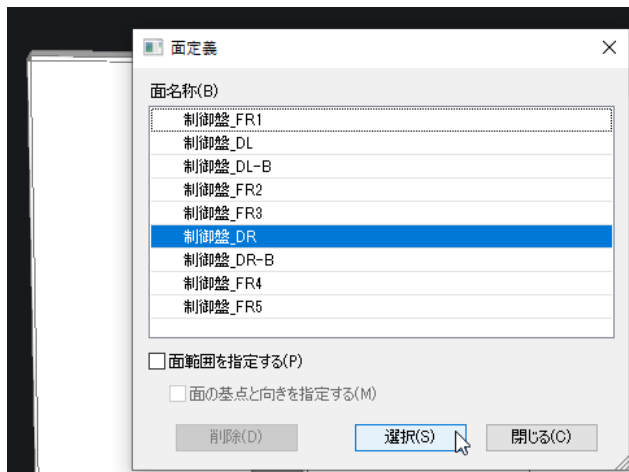 面定義
面名称(B)
制御盤_FR1
制御盤_DL
制御盤_DL-B
制御盤_FR2
制御盤_FR3
制御盤_DR
制御盤_DR-B
制御盤_FR4
制御盤_FR5
面範囲を指定する(P)
面の基点と向きを指定する(M)
削除(D) 選択(S) 閉じる(C)